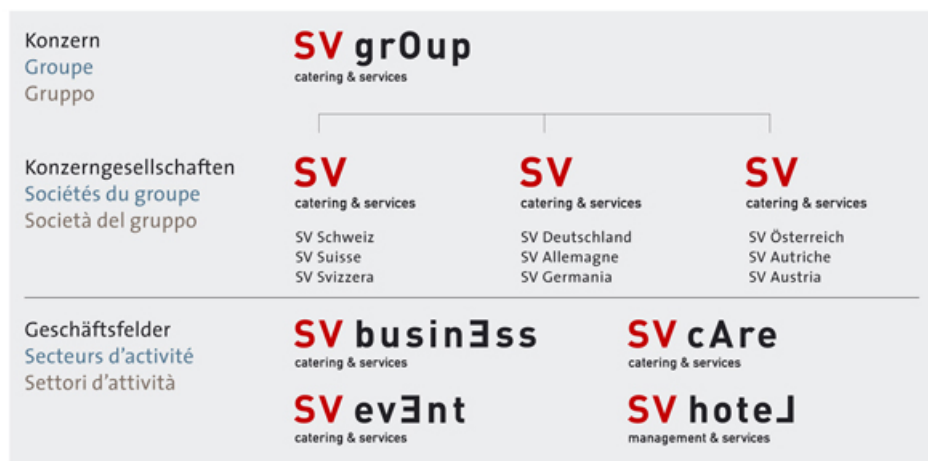 Konzern
Groupe
Gruppo
SV grOup
catering & services
Konzerngesellschaften
Sociétés du groupe
Società del gruppo
SV
catering & services
SV Schweiz
SV Suisse
SV Svizzera
SV
catering & services
SV Deutschland
SV Allemagne
SV Germania
SV
catering & services
SV Österreich
SV Autriche
SV Austria
Geschäftsfelder
Secteurs d'activité
Settori d'attività
SV businƎss
catering & services
SV cAre
catering & services
SV evƎnt
catering & services
SV hoteL
management & services